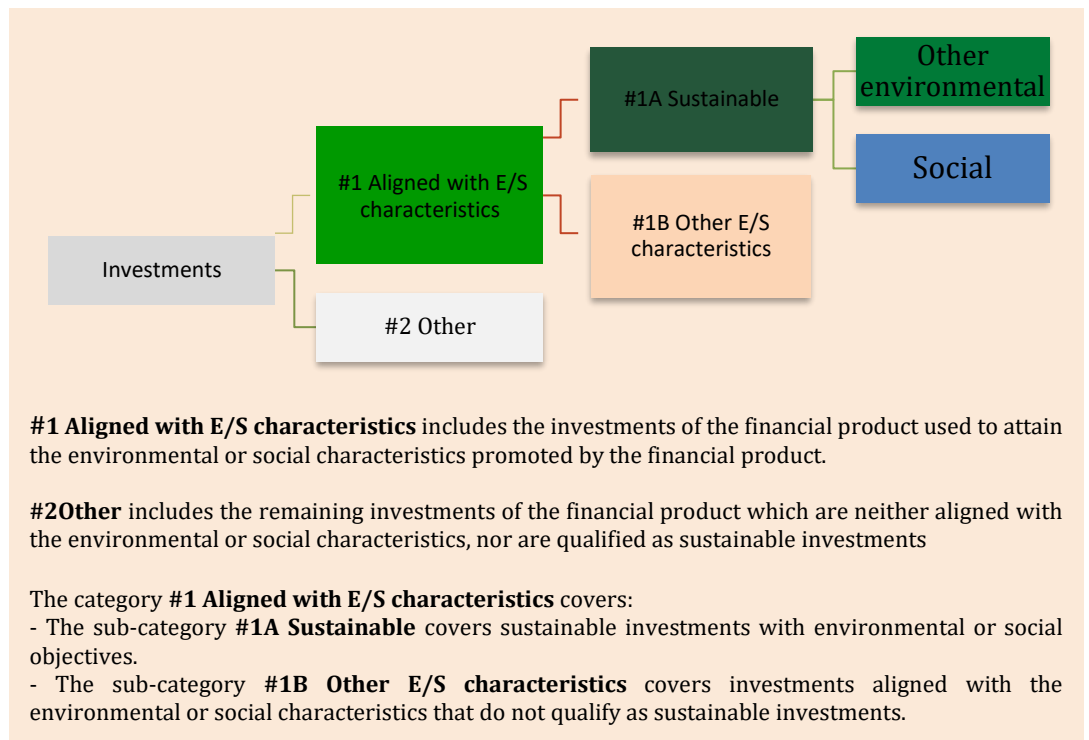 Other
environmental
#1A Sustainable
Social
#1 Aligned with E/S
characteristics
#1B Other E/S
characteristics
Investments
#2 Other
#1 Aligned with E/S characteristics includes the investments of the financial product used to attain
the environmental or social characteristics promoted by the financial product.
#2Other includes the remaining investments of the financial product which are neither aligned with
the environmental or social characteristics, nor are qualified as sustainable investments
The category #1 Aligned with E/S characteristics covers:
- The sub-category #1A Sustainable covers sustainable investments with environmental or social
objectives.
- The sub-category #1B Other E/S characteristics covers investments aligned with the
environmental or social characteristics that do not qualify as sustainable investments.